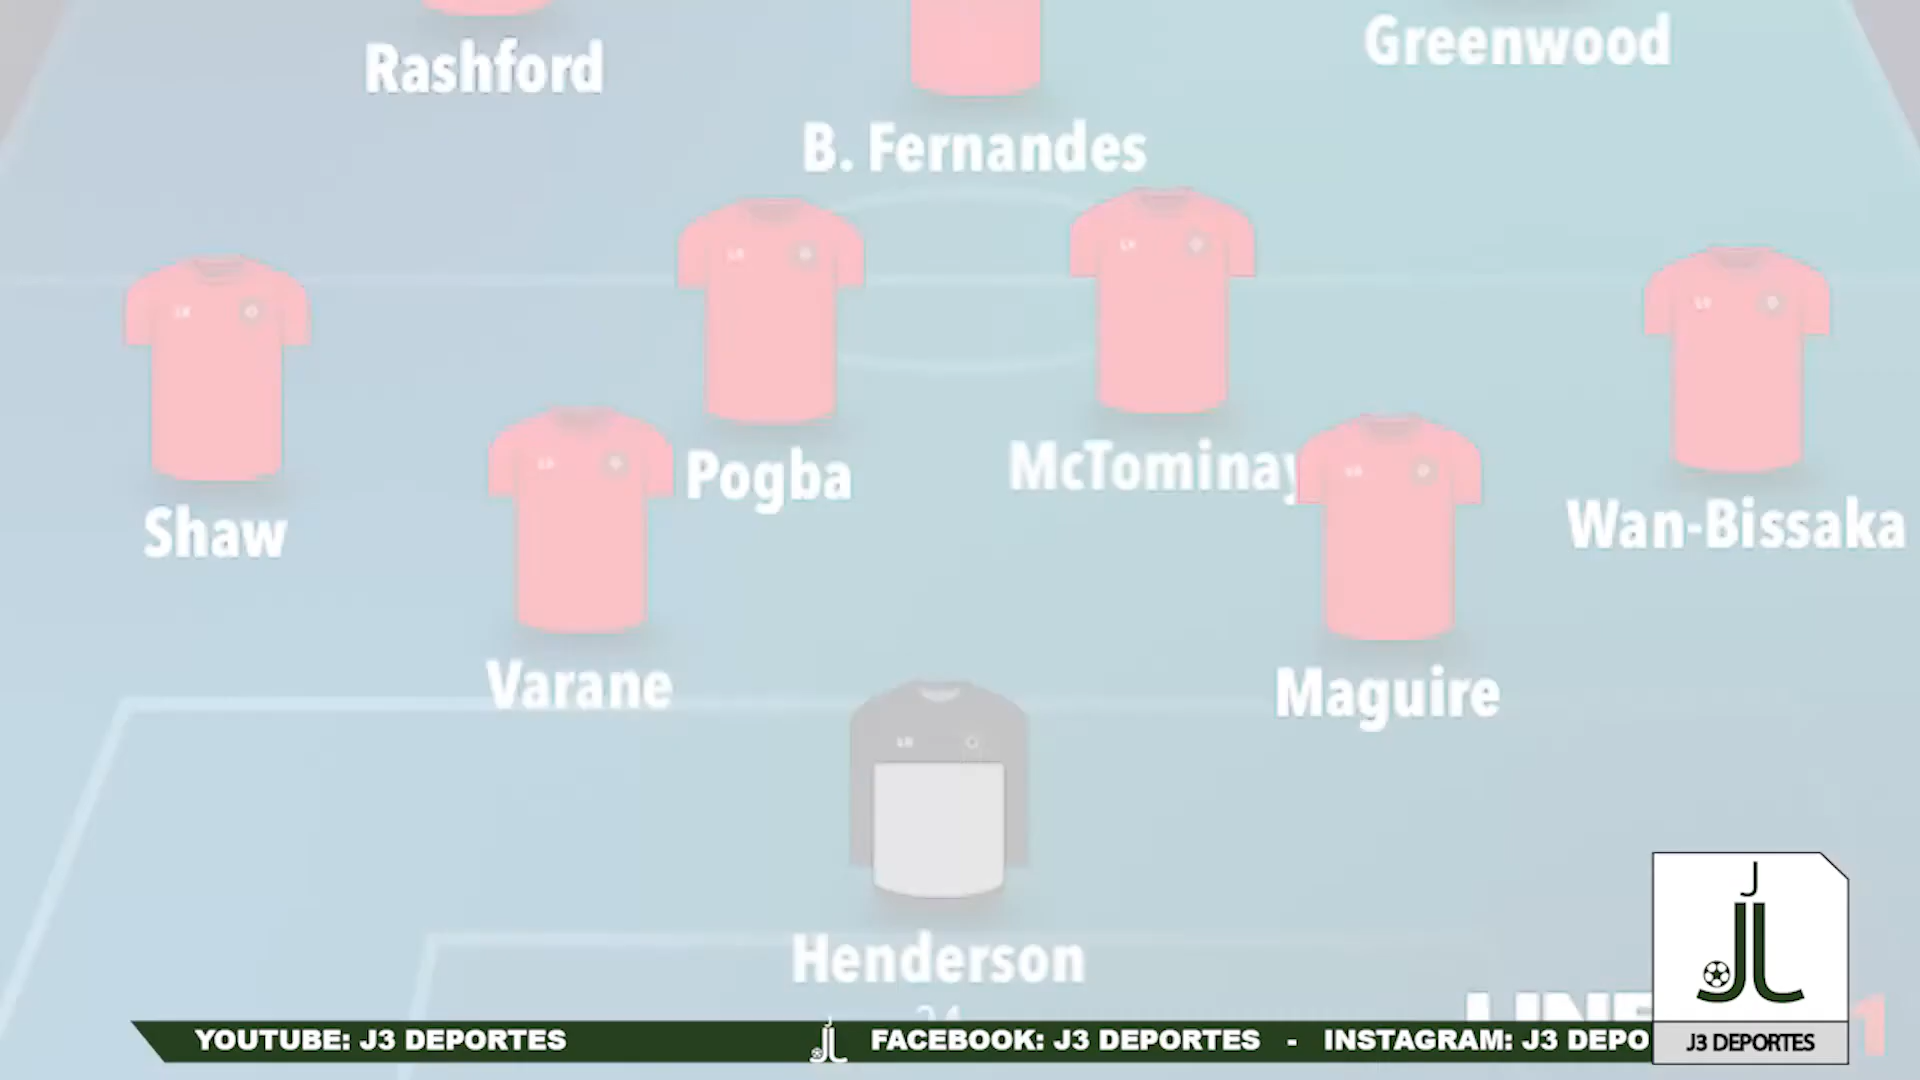 Rashford
Greenwood
B. Fernandes
Shaw
Pogba
McTominay
Wan-Bissaka
Varane
Maguire
Henderson
YOUTUBE: J3 DEPORTES
FACEBOOK: J3 DEPORTES - INSTAGRAM: J3 DEPO
J3 DEPORTES